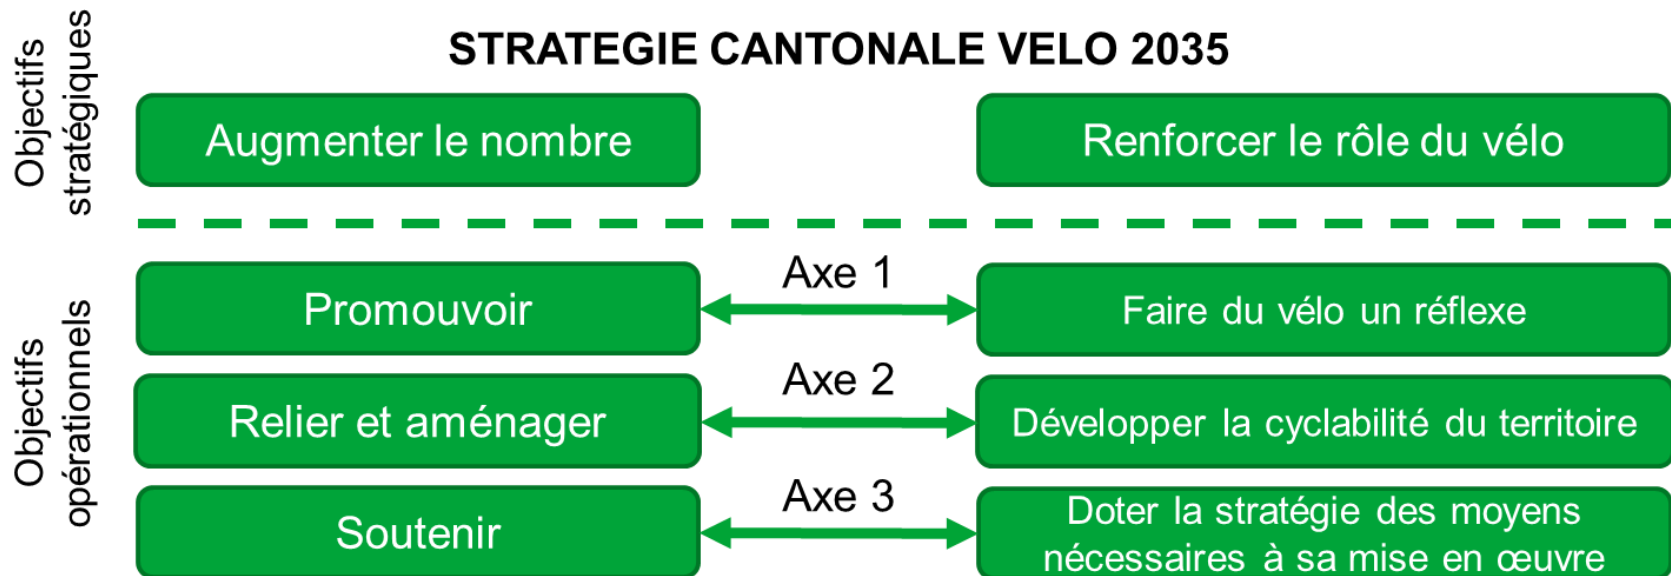 STRATEGIE CANTONALE VELO 2035
Objectifs
stratégiques
Augmenter le nombre
Renforcer le rôle du vélo
Objectifs
opérationnels
Promouvoir
Axe 1
Faire du vélo un réflexe
Relier et aménager
Axe 2
Développer la cyclabilité du territoire
Soutenir
Axe 3
Doter la stratégie des moyens
nécessaires à sa mise en œuvre